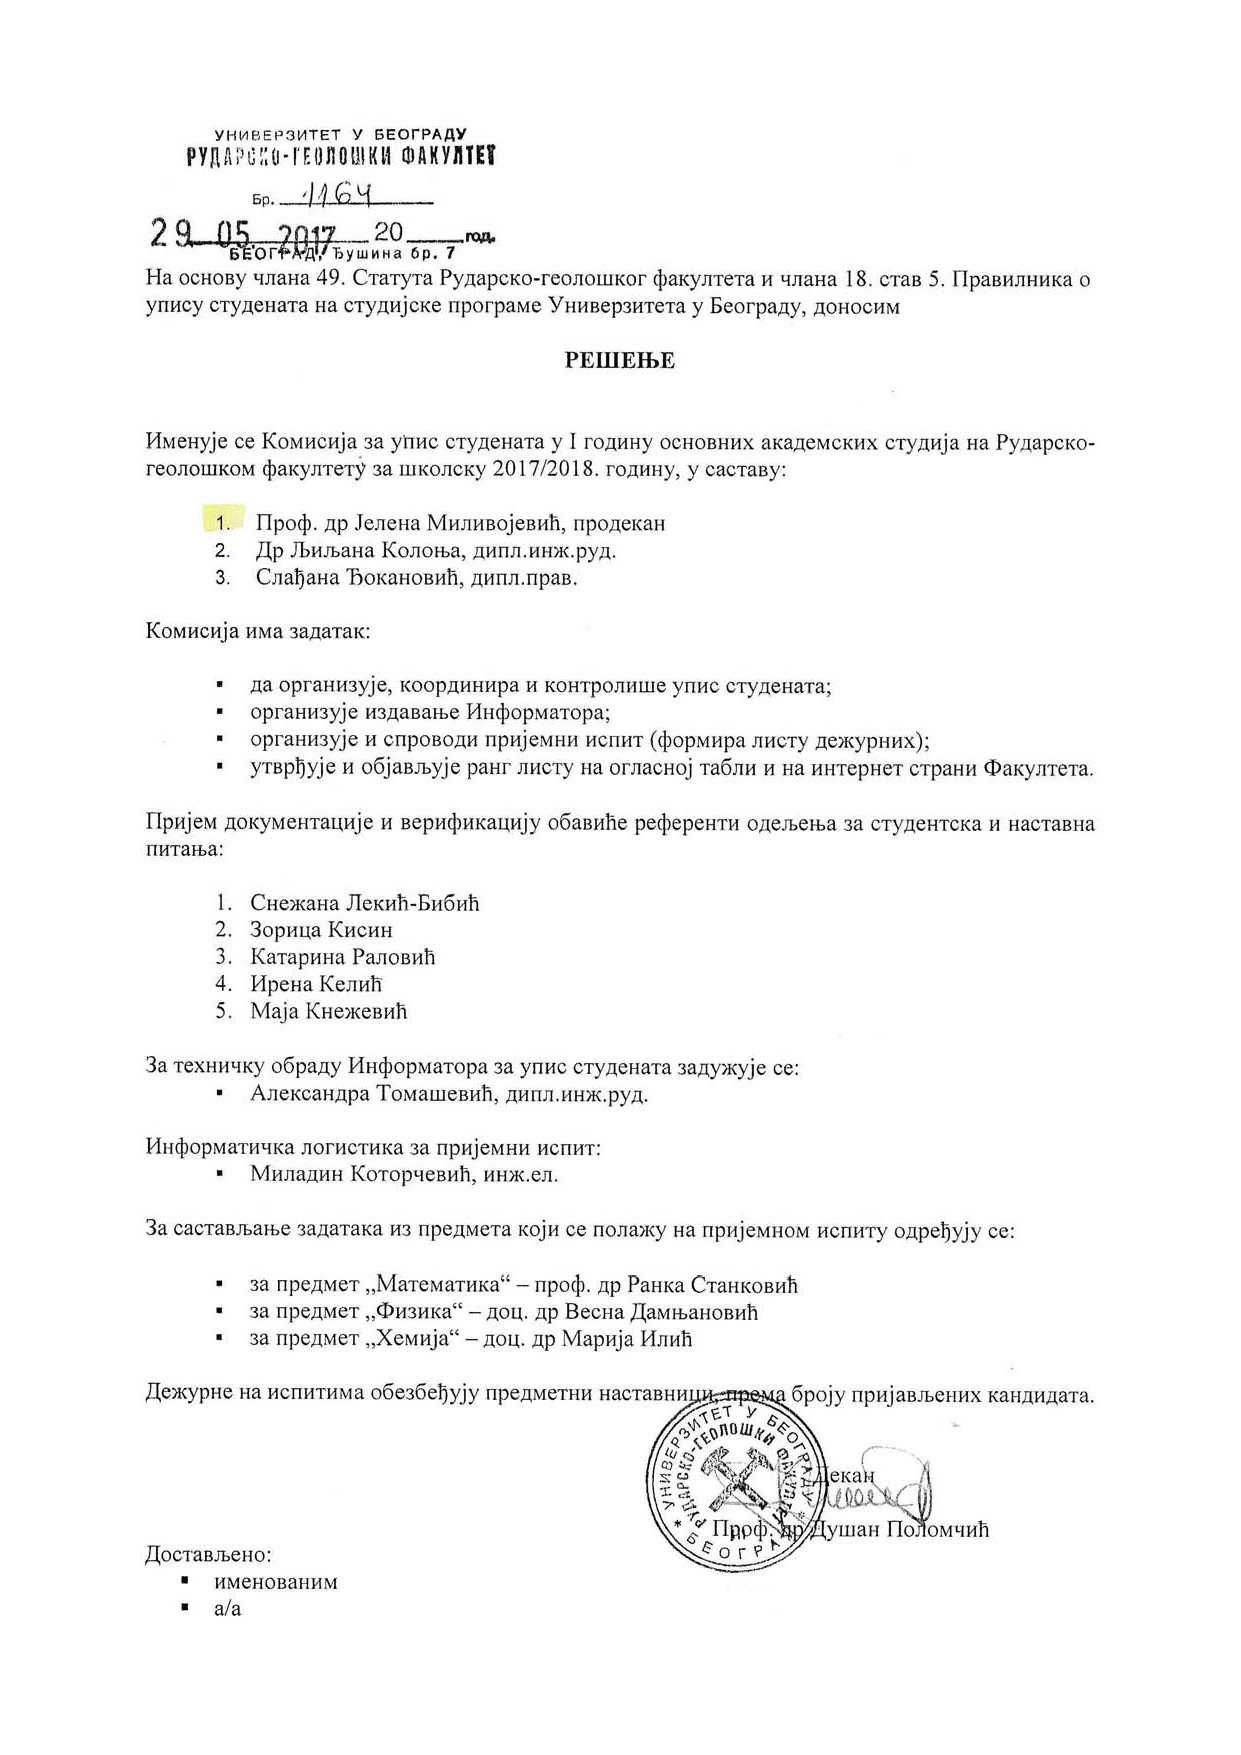 УНИВЕРЗИТЕТ У БЕОГРАДУ
РУДАРСКО-ГЕОЛОШКИ ФАКУЛТЕТ
Бр. 1164
29. 05. 2017 20 год.
БЕОГРАД, Ђушина бр. 7
На основу члана 49. Статута Рударско-геолошког факултета и члана 18. став 5. Правилника о
упису студената на студијске програме Универзитета у Београду, доносим
РЕШЕЊЕ
Именује се Комисија за упис студената у I годину основних академских студија на Рударско-
геолошком факултету за школску 2017/2018. годину, у саставу:
1. Проф. др Јелена Миливојевић, продекан
2. Др Љиљана Колоња, дипл.инж.руд.
3. Слађана Ђокановић, дипл.прав.
Комисија има задатак:
▪ да организује, координира и контролише упис студената;
▪ организује издавање Информатора;
▪ организује и спроводи пријемни испит (формира листу дежурних);
▪ утврђује и објављује ранг листу на огласној табли и на интернет страни Факултета.
Пријем документације и верификацију обавиће референти одељења за студентска и наставна
питања:
1. Снежана Лекић-Бибић
2. Зорица Кисин
3. Катарина Раловић
4. Ирена Келић
5. Маја Кнежевић
За техничку обраду Информатора за упис студената задужује се:
▪ Александра Томашевић, дипл.инж.руд.
Информатичка логистика за пријемни испит:
▪ Миладин Которчевић, инж.ел.
За састављање задатака из предмета који се полажу на пријемном испиту одређују се:
▪ за предмет „Математика“ – проф. др Ранка Станковић
▪ за предмет „Физика“ – доц. др Весна Дамњановић
▪ за предмет „Хемија“ – доц. др Марија Илић
Дежурне на испитима обезбеђују предметни наставници, према броју пријављених кандидата.
УНИВЕРЗИТЕТ У БЕОГРАДУ
РУДАРСКО-ГЕОЛОШКИ ФАКУЛТЕТ
III
* БЕОГРАД *
Декан
Проф. др Душан Поломчић
Достављено:
▪ именованим
▪ а/а